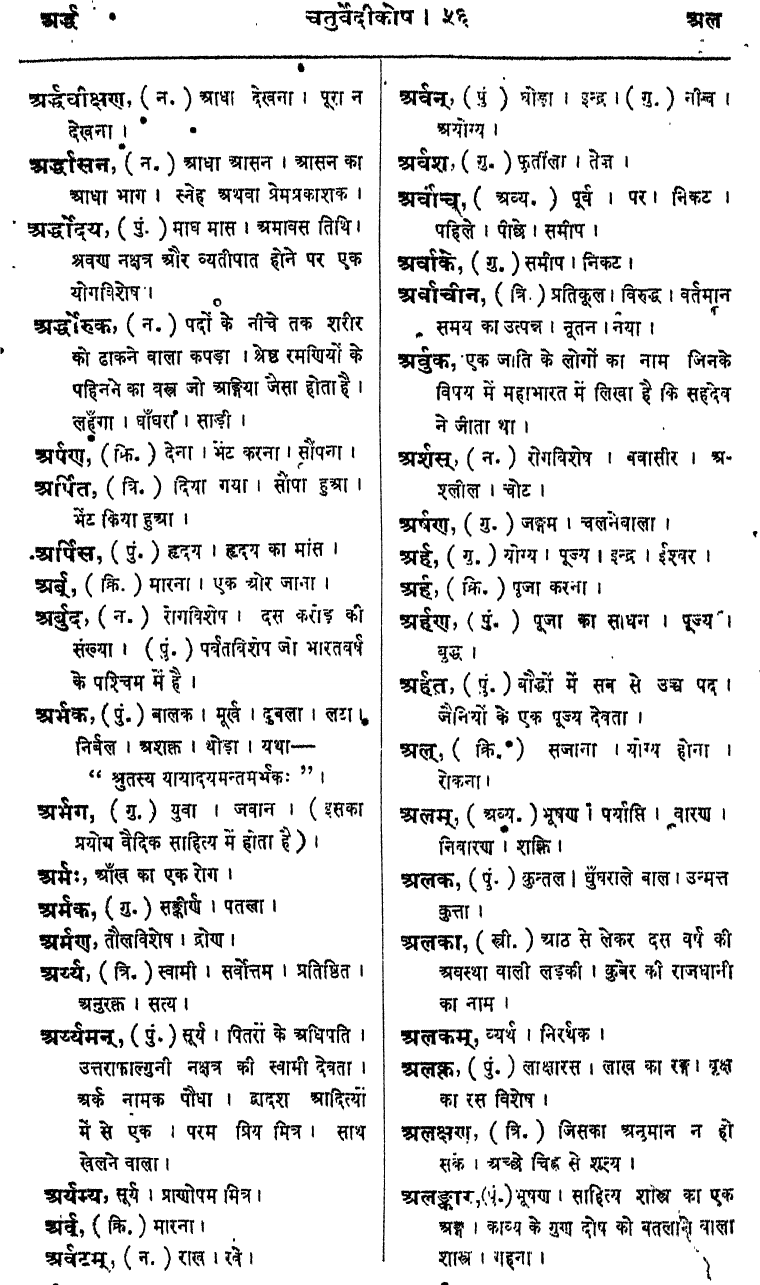 अर्द्ध
चतुर्वेदीकोष । ५६
अल
अर्द्धवीक्षण, ( न. ) आधा देखना । पूरा न
देखना ।
अर्द्धासन, ( न. ) आधा आसन । आसन का
आधा भाग । स्नेह अथवा प्रेमप्रकाशक ।
अर्द्धोदय, ( पुं. ) माघ मास । अमावस तिथि ।
श्रवण नक्षत्र और व्यतीपात होने पर एक
योगविशेष ।
अर्द्धोरुक, ( न. ) पदों के नीचे तक शरीर
को ढाकने वाला कपड़ा । श्रेष्ठ रमणियों के
पहिनने का वस्त्र जो अङ्गिया जैसा होता है ।
लहँगा । घाँघरा । साड़ी ।
अर्पण, ( क्रि. ) देना । भेंट करना । सौंपना ।
अर्पित, ( त्रि. ) दिया गया । सौंपा हुआ ।
भेंट किया हुआ ।
अर्पिस, ( पुं. ) हृदय । हृदय का मांस ।
अर्ब्, ( क्रि. ) मारना । एक ओर जाना ।
अर्बुद, ( न. ) रोगविशेष । दस करोड़ की
संख्या । ( पुं. ) पर्वतविशेष जो भारतवर्ष
के पश्चिम में है ।
अर्भक, ( पुं. ) बालक । मूर्ख । दुबला । लटा ।
निर्बल । अशक्त । थोड़ा । यथा—
“ श्रुतस्य यायादयमन्तमर्भकः ” ।
अर्भग, ( गु. ) युवा । जवान । ( इसका
प्रयोग वैदिक साहित्य में होता है ) ।
अर्मः, आँख का एक रोग ।
अर्मक, ( गु. ) सङ्कीर्ण । पतला ।
अर्मण, तौलविशेष । द्रोण ।
अर्य्य, ( त्रि. ) स्वामी । सर्वोत्तम । प्रतिष्ठित ।
अनुरक्त । सत्य ।
अर्य्यमन्, ( पुं. ) सूर्य । पितरों के अधिपति ।
उत्तराफाल्गुनी नक्षत्र की स्वामी देवता ।
अर्क नामक पौधा । द्वादश आदित्यों
में से एक । परम प्रिय मित्र । साथ
खेलने वाला ।
अर्यम्य, सूर्य । प्राणोपम मित्र ।
अर्व्, ( क्रि. ) मारना ।
अर्वटम्, ( न. ) राख ।
अर्वन्, ( पुं ) घोड़ा । इन्द्र । ( गु. ) नीच ।
अयोग्य ।
अर्वश, ( गु. ) फुर्तीला । तेज़ ।
अर्वाच्, ( अव्य. ) पूर्व । पर । निकट ।
पहिले । पीछे । समीप ।
अर्वाके, ( गु. ) समीप । निकट ।
अर्वाचीन, ( त्रि. ) प्रतिकूल । विरुद्ध । वर्तमान
समय का उत्पन्न । नूतन । नया ।
अर्वुक, एक जाति के लोगों का नाम जिनके
विषय में महाभारत में लिखा है कि सहदेव
ने जीता था ।
अर्शस्, ( न. ) रोगविशेष । बवासीर । अ-
श्लील । चोट ।
अर्षण, ( गु. ) जङ्गम । चलनेवाला ।
अर्ह, ( गु. ) योग्य । पूज्य । इन्द्र । ईश्वर ।
अर्ह, ( क्रि. ) पूजा करना ।
अर्हण, ( पुं. ) पूजा का साधन । पूज्य ।
बुद्ध ।
अर्हत, ( पुं. ) बौद्धों में सब से उच्च पद ।
जैनियों के एक पूज्य देवता ।
अल्, ( क्रि. ) सजाना । योग्य होना ।
रोकना ।
अलम्, ( अव्य. ) भूषण । पर्याप्ति । वारण ।
निवारण । शक्ति ।
अलक, ( पुं. ) कुन्तल । घुँघराले बाल । उन्मत्त
कुत्ता ।
अलका, ( स्त्री. ) आठ से लेकर दस वर्ष की
अवस्था वाली लड़की । कुबेर की राजधानी
का नाम ।
अलकम्, व्यर्थ । निरर्थक ।
अलक्त, ( पुं. ) लाक्षारस । लाख का रङ्ग । वृक्ष
का रस विशेष ।
अलक्षण, ( त्रि. ) जिसका अनुमान न हो
सके । अच्छे चिह्न से शून्य ।
अलङ्कार, (पुं.) भूषण । साहित्य शास्त्र का एक
अङ्ग । काव्य के गुण दोष को बतलाने वाला
शास्त्र । गहना ।